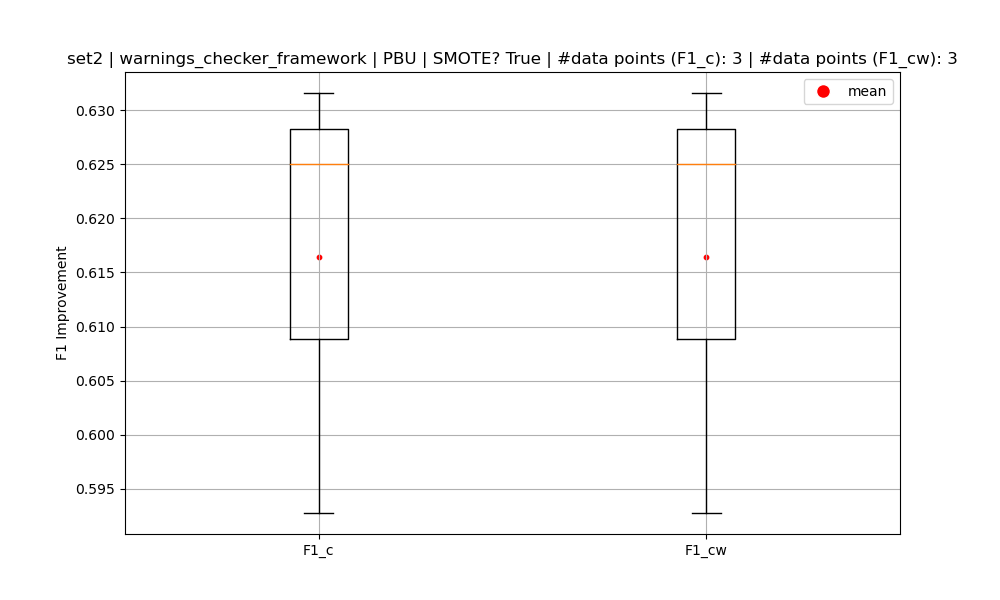 set2 | warnings_checker_framework | PBU | SMOTE? True | #data points (F1_c): 3 | #data points (F1_cw): 3
mean
0.630
0.625
0.620
0.615
0.610
0.605
0.600
0.595
F1 Improvement
F1_c
F1_cw